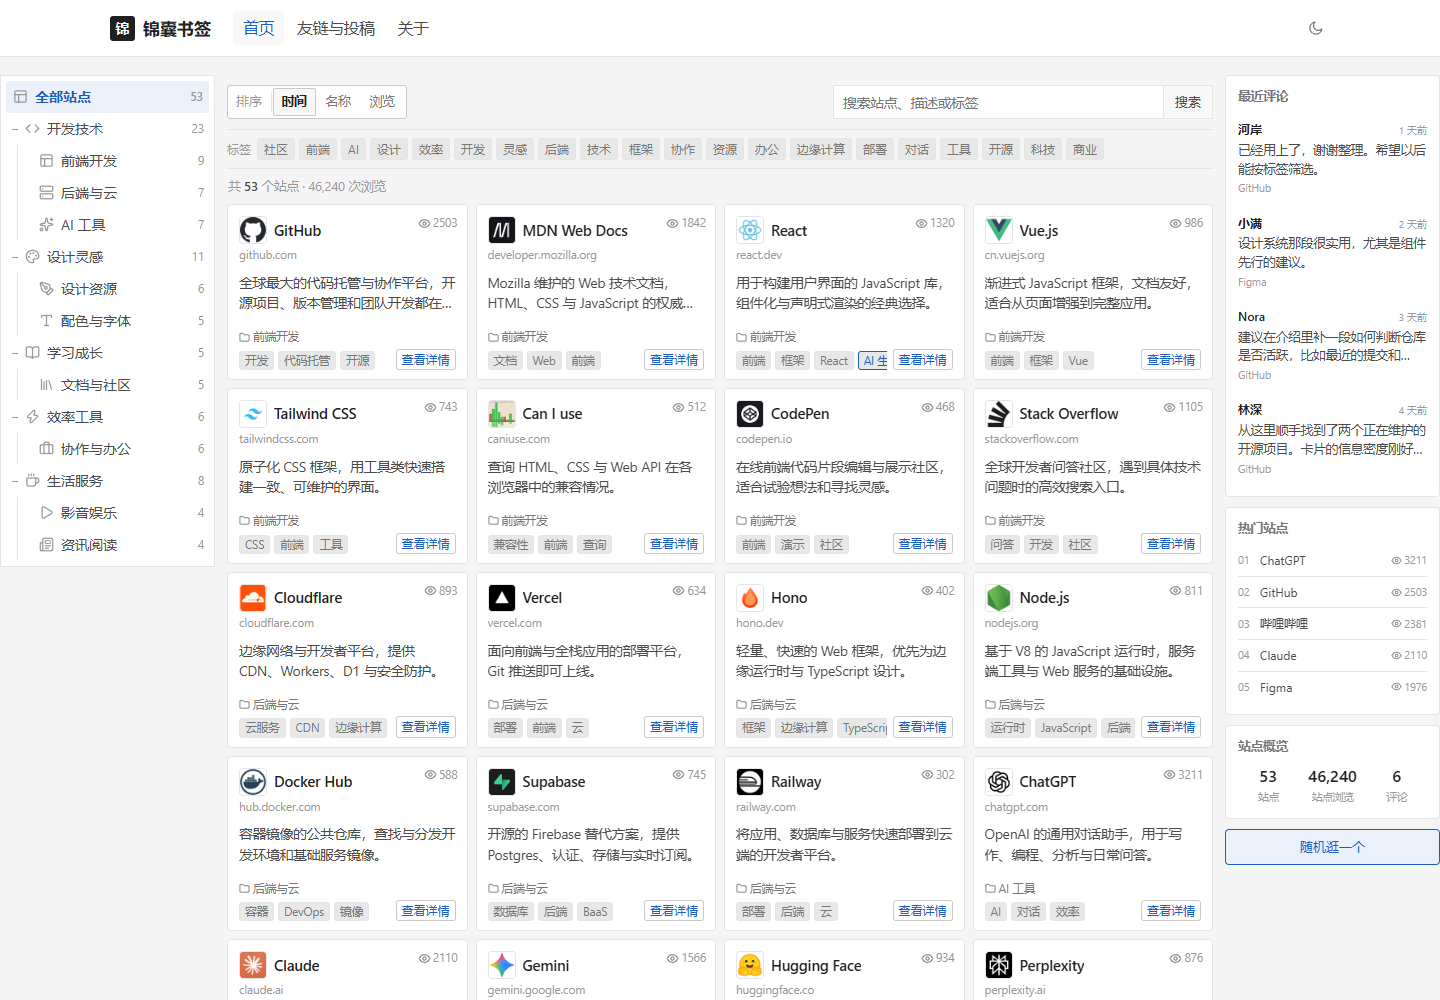 锦 锦囊书签 首页 友链与投稿 关于
全部站点 53
开发技术 23
前端开发 9
后端与云 7
AI 工具 7
设计灵感 11
设计资源 6
配色与字体 5
学习成长 5
文档与社区 5
效率工具 6
协作与办公 6
生活服务 8
影音娱乐 4
资讯阅读 4
排序 时间 名称 浏览
搜索站点、描述或标签 搜索
标签 社区 前端 AI 设计 效率 开发 灵感 后端 技术 框架 协作 资源 办公 边缘计算 部署 对话 工具 开源 科技 商业
共 53 个站点 · 46,240 次浏览
GitHub 2503
github.com
全球最大的代码托管与协作平台，开
源项目、版本管理和团队开发都在...
前端开发
开发 代码托管 开源 查看详情
MDN Web Docs 1842
developer.mozilla.org
Mozilla 维护的 Web 技术文档，
HTML、CSS 与 JavaScript 的权威...
前端开发
文档 Web 前端 查看详情
React 1320
react.dev
用于构建用户界面的 JavaScript 库，
组件化与声明式渲染的经典选择。
前端开发
前端 框架 React AI 生 查看详情
Vue.js 986
cn.vuejs.org
渐进式 JavaScript 框架，文档友好，
适合从页面增强到完整应用。
前端开发
前端 框架 Vue 查看详情
Tailwind CSS 743
tailwindcss.com
原子化 CSS 框架，用工具类快速搭
建一致、可维护的界面。
前端开发
CSS 前端 工具 查看详情
Can I use 512
caniuse.com
查询 HTML、CSS 与 Web API 在各
浏览器中的兼容情况。
前端开发
兼容性 前端 查询 查看详情
CodePen 468
codepen.io
在线前端代码片段编辑与展示社区，
适合试验想法和寻找灵感。
前端开发
前端 演示 社区 查看详情
Stack Overflow 1105
stackoverflow.com
全球开发者问答社区，遇到具体技术
问题时的高效搜索入口。
前端开发
问答 开发 社区 查看详情
Cloudflare 893
cloudflare.com
边缘网络与开发者平台，提供
CDN、Workers、D1 与安全防护。
后端与云
云服务 CDN 边缘计算 查看详情
Vercel 634
vercel.com
面向前端与全栈应用的部署平台，
Git 推送即可上线。
后端与云
部署 前端 云 查看详情
Hono 402
hono.dev
轻量、快速的 Web 框架，优先为边
缘运行时与 TypeScript 设计。
后端与云
框架 边缘计算 TypeScrip 查看详情
Node.js 811
nodejs.org
基于 V8 的 JavaScript 运行时，服务
端工具与 Web 服务的基础设施。
后端与云
运行时 JavaScript 后端 查看详情
Docker Hub 588
hub.docker.com
容器镜像的公共仓库，查找与分发开
发环境和基础服务镜像。
后端与云
容器 DevOps 镜像 查看详情
Supabase 745
supabase.com
开源的 Firebase 替代方案，提供
Postgres、认证、存储与实时订阅。
后端与云
数据库 后端 BaaS 查看详情
Railway 302
railway.com
将应用、数据库与服务快速部署到云
端的开发者平台。
后端与云
部署 后端 云 查看详情
ChatGPT 3211
chatgpt.com
OpenAI 的通用对话助手，用于写
作、编程、分析与日常问答。
AI 工具
AI 对话 效率 查看详情
Claude 2110
claude.ai
Gemini 1566
gemini.google.com
Hugging Face 934
huggingface.co
Perplexity 876
perplexity.ai
最近评论
河岸 1 天前
已经用上了，谢谢整理。希望以后
能按标签筛选。
GitHub
小满 2 天前
设计系统那段很实用，尤其是组件
先行的建议。
Figma
Nora 3 天前
建议在介绍里补一段如何判断仓库
是否活跃，比如最近的提交和...
GitHub
林深 4 天前
从这里顺手找到了两个正在维护的
开源项目。卡片的信息密度刚好...
GitHub
热门站点
01 ChatGPT 3211
02 GitHub 2503
03 哔哩哔哩 2381
04 Claude 2110
05 Figma 1976
站点概览
53 46,240 6
站点 站点浏览 评论
随机逛一个